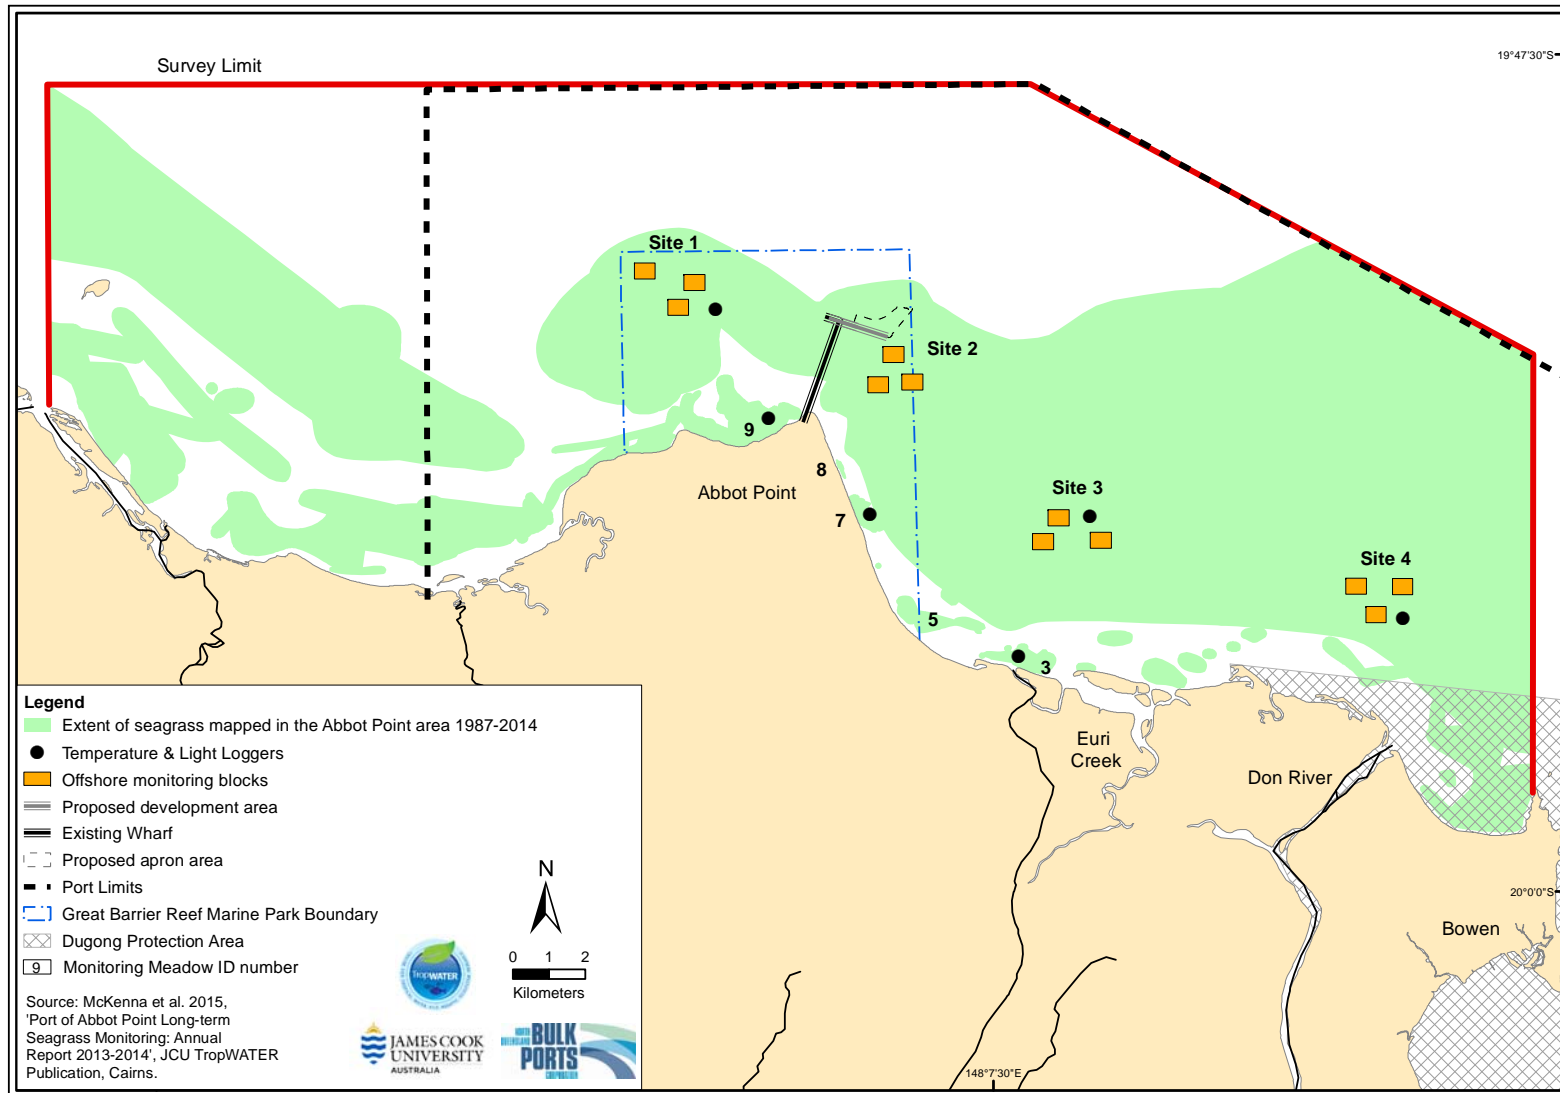 19°47'30"S
Survey Limit
Site 1
Site 2
9
8
Abbot Point
7
Site 3
Site 4
5
3
Euri
Creek
Don River
20°0'0"S
Bowen
148°7'30"E
Legend
Extent of seagrass mapped in the Abbot Point area 1987-2014
Temperature & Light Loggers
Offshore monitoring blocks
Proposed development area
Existing Wharf
Proposed apron area
Port Limits
Great Barrier Reef Marine Park Boundary
Dugong Protection Area
9 Monitoring Meadow ID number
N
0 1 2
Kilometers
Source: McKenna et al. 2015,
'Port of Abbot Point Long-term
Seagrass Monitoring: Annual
Report 2013-2014', JCU TropWATER
Publication, Cairns.
TropWATER
JAMES COOK
UNIVERSITY
AUSTRALIA
NORTH
QUEENSLAND
BULK
PORTS
CORPORATION